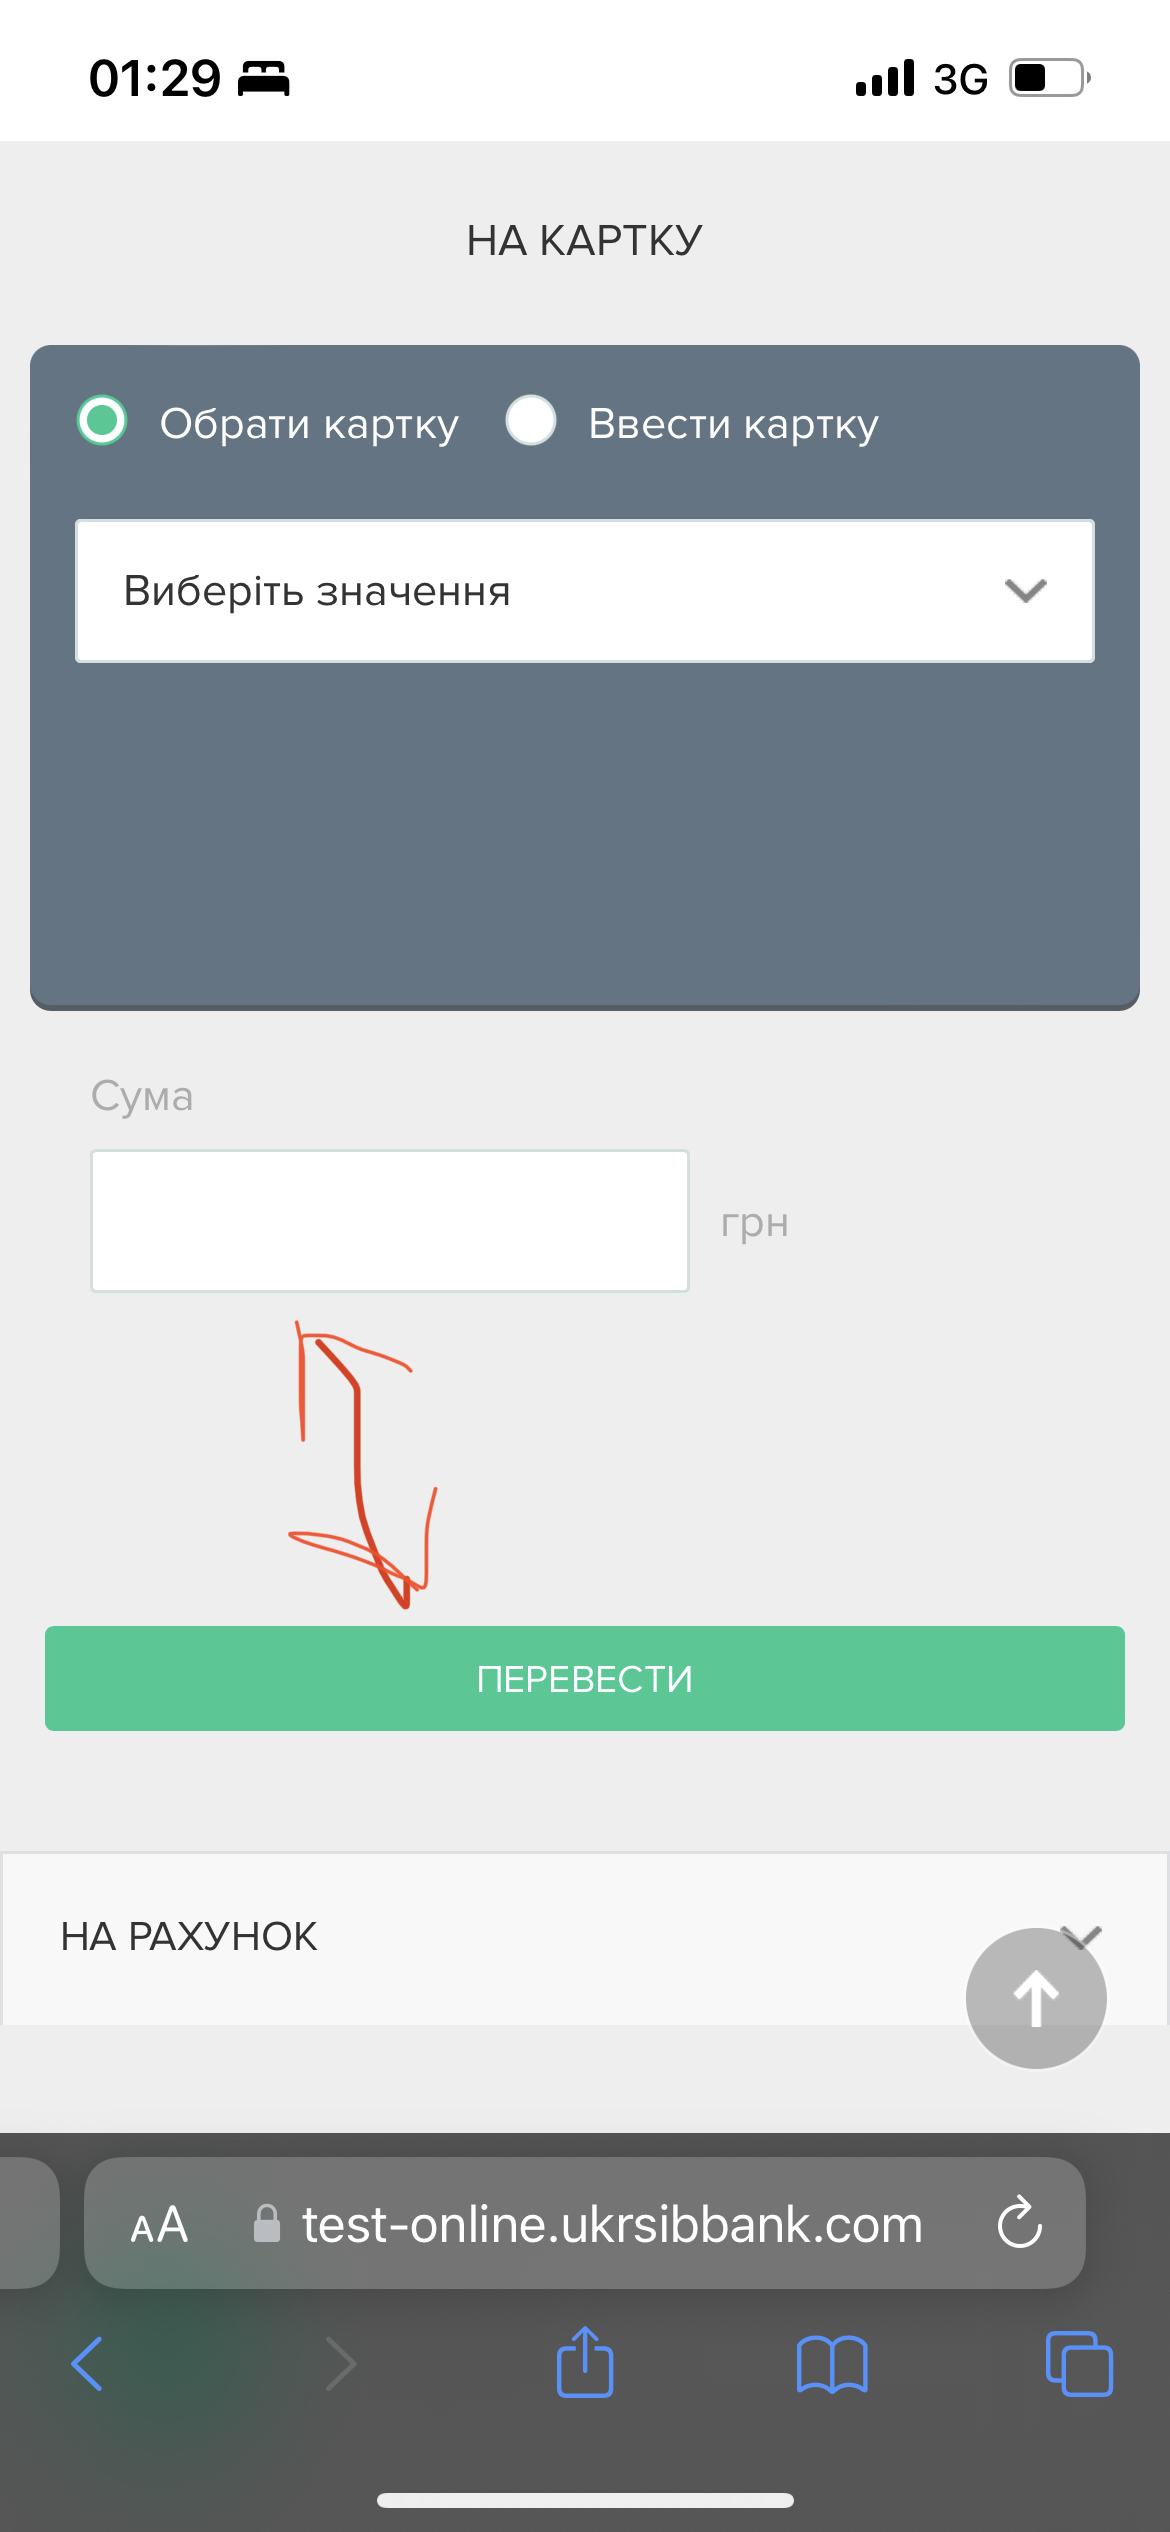 01:29 3G
НА КАРТКУ
Обрати картку Ввести картку
Виберіть значення
Сума
грн
ПЕРЕВЕСТИ
НА РАХУНОК
AA test-online.ukrsibbank.com